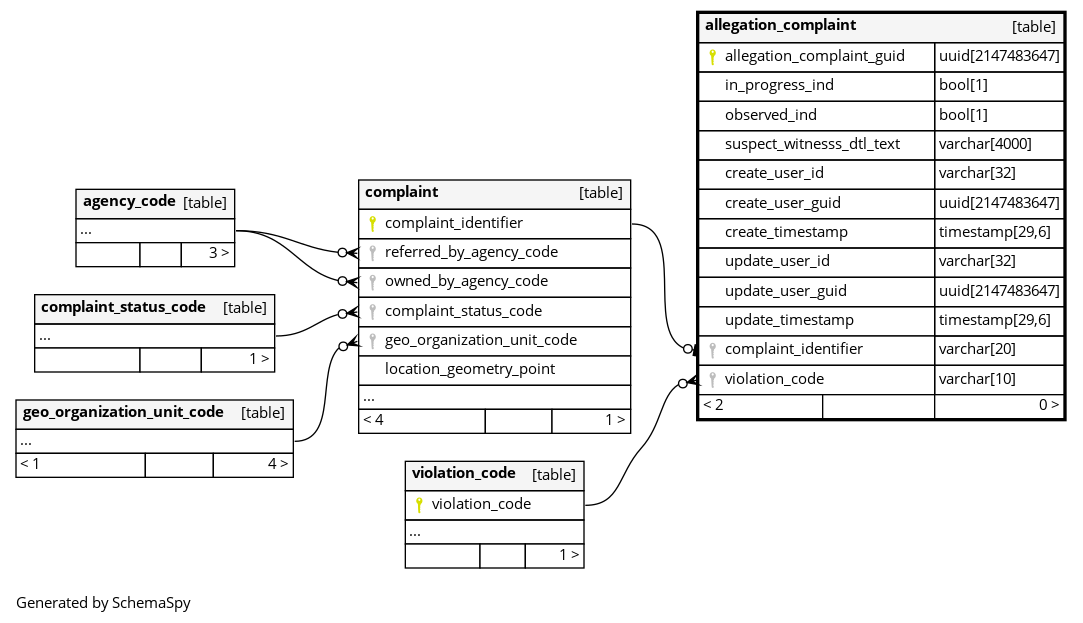 allegation_complaint [table]
allegation_complaint_guid uuid[2147483647]
in_progress_ind bool[1]
observed_ind bool[1]
suspect_witnesss_dtl_text varchar[4000]
create_user_id varchar[32]
create_user_guid uuid[2147483647]
create_timestamp timestamp[29,6]
update_user_id varchar[32]
update_user_guid uuid[2147483647]
update_timestamp timestamp[29,6]
complaint_identifier varchar[20]
violation_code varchar[10]
< 2 0 >
complaint [table]
complaint_identifier
referred_by_agency_code
owned_by_agency_code
complaint_status_code
geo_organization_unit_code
location_geometry_point
...
< 4 1 >
agency_code [table]
...
3 >
complaint_status_code [table]
...
1 >
geo_organization_unit_code [table]
...
< 1 4 >
violation_code [table]
violation_code
...
1 >
Generated by SchemaSpy